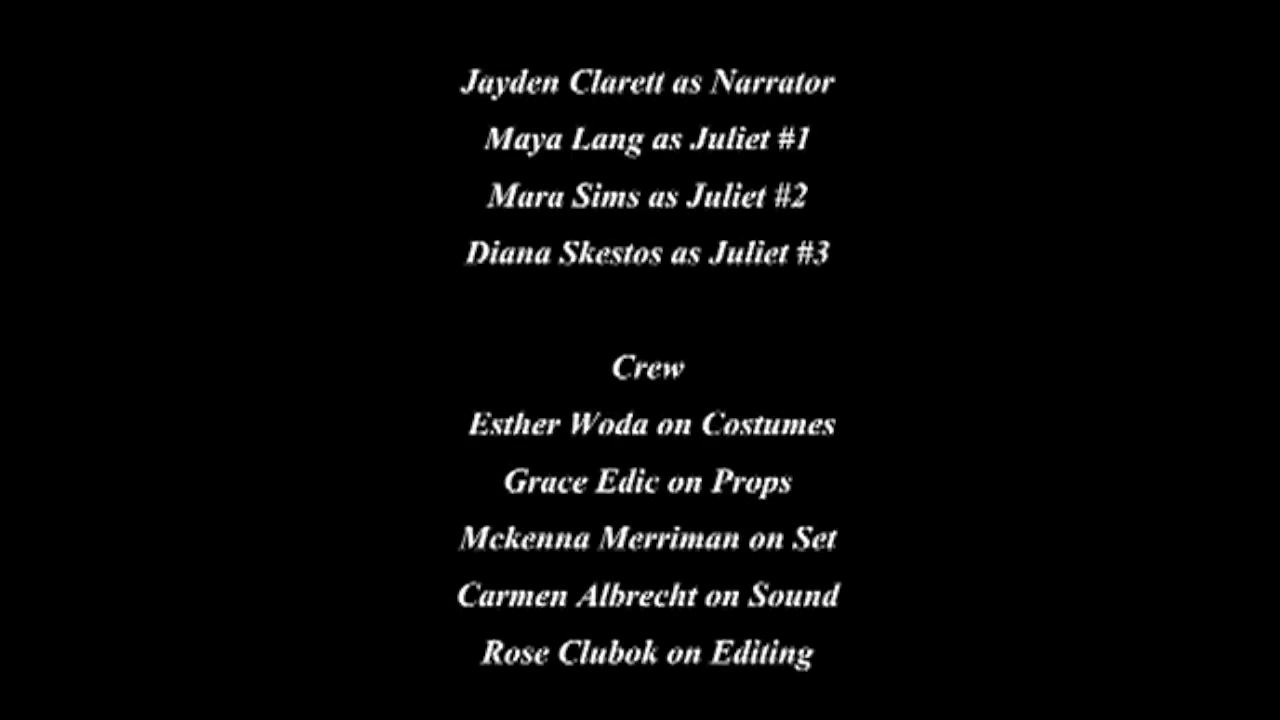 Jayden Clarett as Narrator
Maya Lang as Juliet #1
Mara Sims as Juliet #2
Diana Skestos as Juliet #3
Crew
Esther Woda on Costumes
Grace Edic on Props
Mckenna Merriman on Set
Carmen Albrecht on Sound
Rose Clubok on Editing